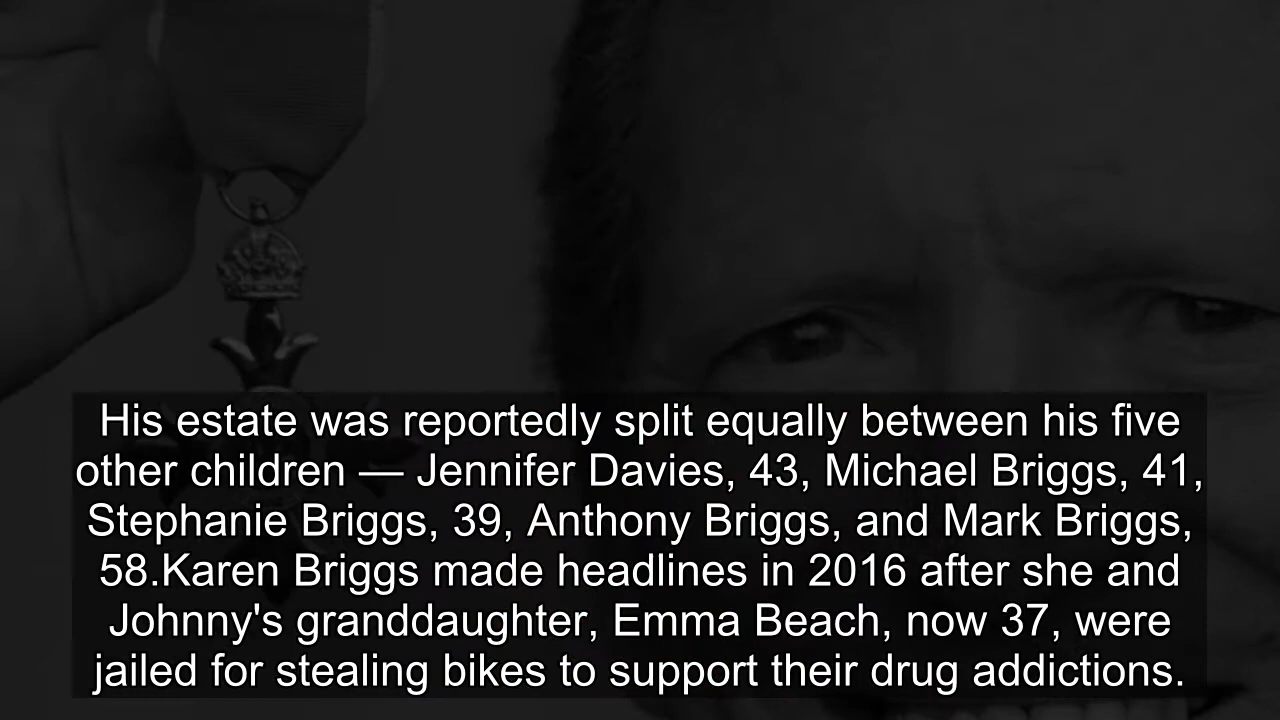 His estate was reportedly split equally between his five
other children — Jennifer Davies, 43, Michael Briggs, 41,
Stephanie Briggs, 39, Anthony Briggs, and Mark Briggs,
58.Karen Briggs made headlines in 2016 after she and
Johnny's granddaughter, Emma Beach, now 37, were
jailed for stealing bikes to support their drug addictions.